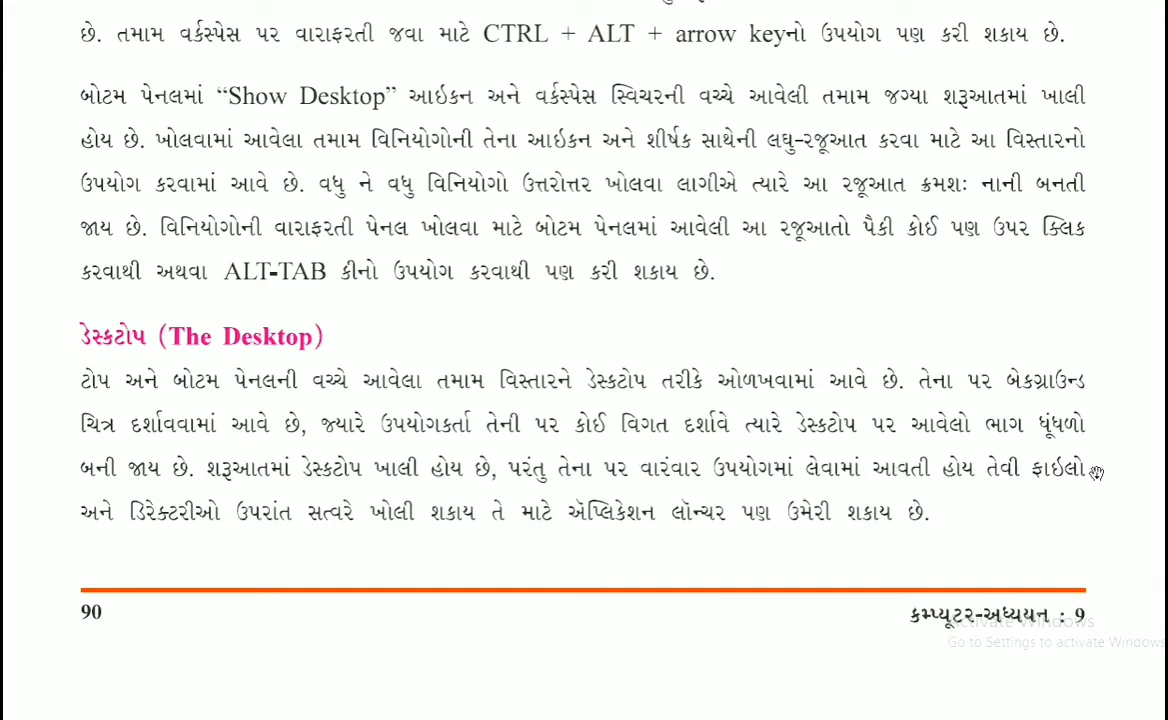 છે. તમામ વર્કસ્પેસ પર વારાફરતી જવા માટે CTRL + ALT + arrow keyનો ઉપયોગ પણ કરી શકાય છે.
બોટમ પેનલમાં “Show Desktop” આઇકન અને વર્કસ્પેસ સ્વિચરની વચ્ચે આવેલી તમામ જગ્યા શરૂઆતમાં ખાલી
હોય છે. ખોલવામાં આવેલા તમામ વિનિયોગોની તેના આઇકન અને શીર્ષક સાથેની લઘુ-રજૂઆત કરવા માટે આ વિસ્તારનો
ઉપયોગ કરવામાં આવે છે. વધુ ને વધુ વિનિયોગો ઉત્તરોત્તર ખોલવા લાગીએ ત્યારે આ રજૂઆત ક્રમશઃ નાની બનતી
જાય છે. વિનિયોગોની વારાફરતી પેનલ ખોલવા માટે બોટમ પેનલમાં આવેલી આ રજૂઆતો પૈકી કોઈ પણ ઉપર ક્લિક
કરવાથી અથવા ALT-TAB કીનો ઉપયોગ કરવાથી પણ કરી શકાય છે.
ડેસ્કટોપ (The Desktop)
ટોપ અને બોટમ પેનલની વચ્ચે આવેલા તમામ વિસ્તારને ડેસ્કટોપ તરીકે ઓળખવામાં આવે છે. તેના પર બેકગ્રાઉન્ડ
ચિત્ર દર્શાવવામાં આવે છે, જ્યારે ઉપયોગકર્તા તેની પર કોઈ વિગત દર્શાવે ત્યારે ડેસ્કટોપ પર આવેલો ભાગ ધૂંધળો
બની જાય છે. શરૂઆતમાં ડેસ્કટોપ ખાલી હોય છે, પરંતુ તેના પર વારંવાર ઉપયોગમાં લેવામાં આવતી હોય તેવી ફાઇલો
અને ડિરેક્ટરીઓ ઉપરાંત સત્વરે ખોલી શકાય તે માટે ઍપ્લિકેશન લૉન્ચર પણ ઉમેરી શકાય છે.
90
કમ્પ્યૂટર-અધ્યયન : 9
Activate Windows
Go to Settings to activate Windows